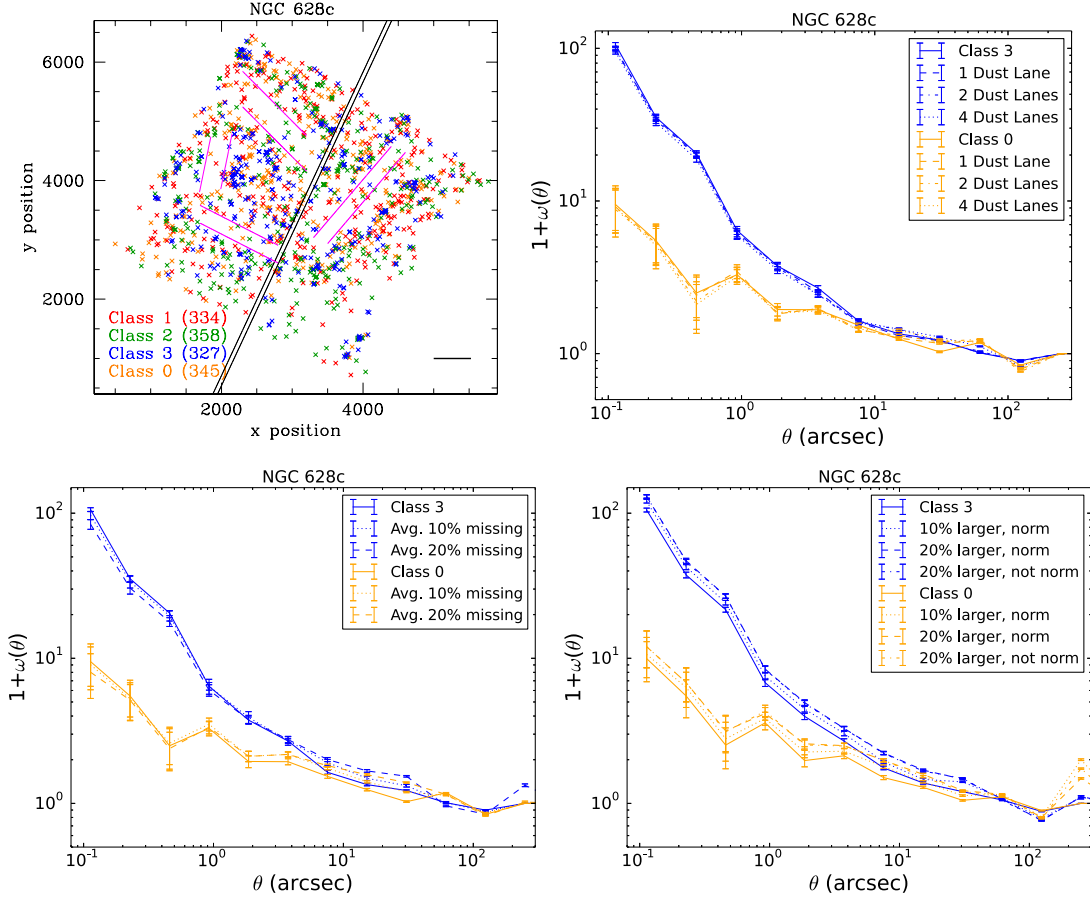 NGC 628c
6000
4000
2000
y position
Class 1 (334)
Class 2 (358)
Class 3 (327)
Class 0 (345)
2000 4000
x position
NGC 628c
10²
10¹
10⁰
1+ω(θ)
Class 3
1 Dust Lane
2 Dust Lanes
4 Dust Lanes
Class 0
1 Dust Lane
2 Dust Lanes
4 Dust Lanes
10⁻¹ 10⁰ 10¹ 10²
θ (arcsec)
NGC 628c
10²
10¹
10⁰
1+ω(θ)
Class 3
Avg. 10% missing
Avg. 20% missing
Class 0
Avg. 10% missing
Avg. 20% missing
10⁻¹ 10⁰ 10¹ 10²
θ (arcsec)
NGC 628c
10²
10¹
10⁰
1+ω(θ)
Class 3
10% larger, norm
20% larger, norm
20% larger, not norm
Class 0
10% larger, norm
20% larger, norm
20% larger, not norm
10⁻¹ 10⁰ 10¹ 10²
θ (arcsec)